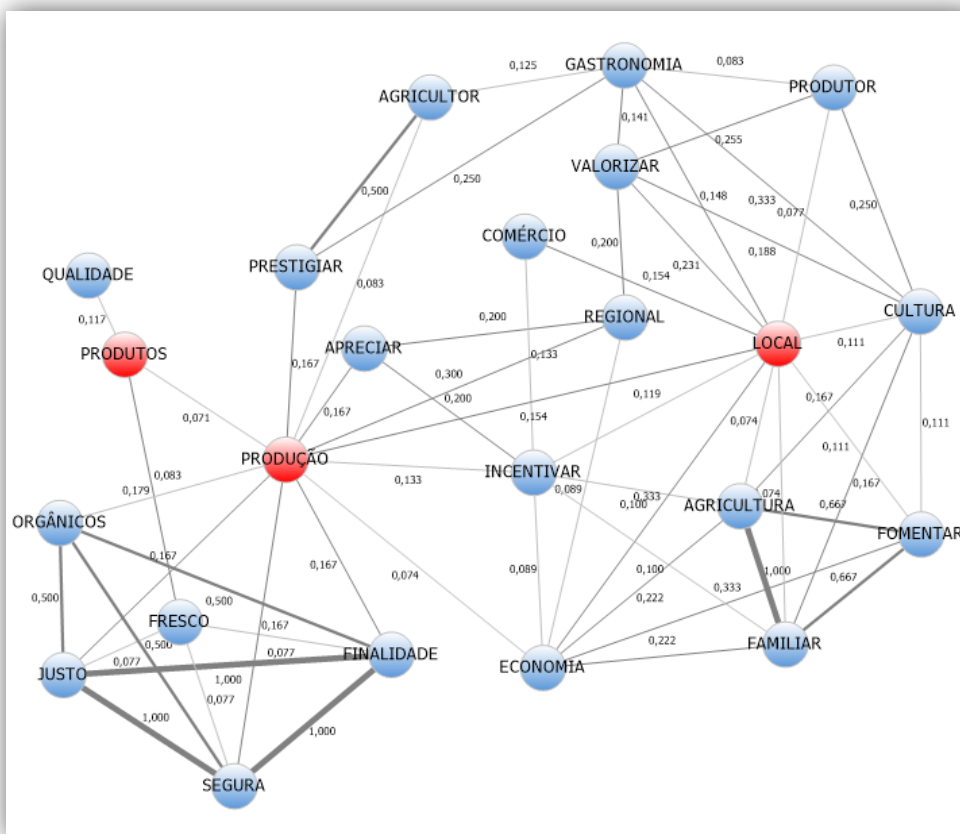 GASTRONOMIA
0,083
0,125
PRODUTOR
AGRICULTOR
0,141
0,255
VALORIZAR
0,250
0,500
0,148
0,333
0,077
0,250
COMÉRCIO
0,200
0,188
PRESTIGIAR
0,231
0,154
QUALIDADE
0,083
CULTURA
0,117
0,200
REGIONAL
PRODUTOS
APRECIAR
0,133
LOCAL
0,111
0,167
0,300
0,200
0,119
0,167
0,071
0,167
0,154
0,074
0,111
0,111
PRODUÇÃO
INCENTIVAR
0,083
0,133
0,179
0,089
0,333
0,100
074
0,167
AGRICULTURA
0,667
ORGÂNICOS
FOMENTAR
0,167
0,167
0,074
0,089
0,100
1,000
0,667
0,333
0,500
0,500
0,222
FRESCO
0,167
0,500
0,222
FAMILIAR
0,077
0,077
FINALIDADE
JUSTO
1,000
ECONOMIA
0,077
1,000
1,000
SEGURA